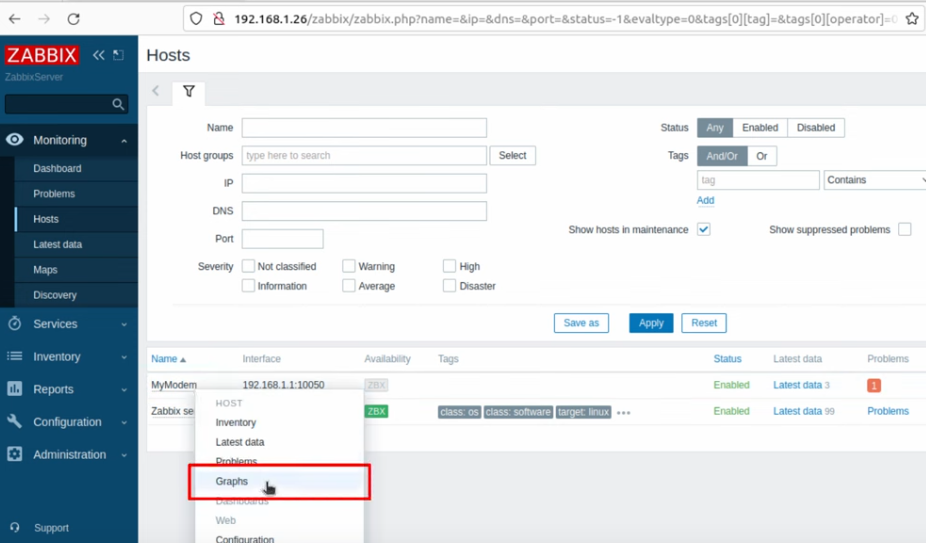 192.168.1.26/zabbix/zabbix.php?name=&ip=&dns=&port=&status=-1&evaltype=0&tags[0][tag]=&tags[0][operator]=0
ZABBIX
ZabbixServer
Monitoring
Dashboard
Problems
Hosts
Latest data
Maps
Discovery
Services
Inventory
Reports
Configuration
Administration
Support
Hosts
Name
Host groups
type here to search
Select
IP
DNS
Port
Severity
Not classified
Warning
High
Information
Average
Disaster
Status
Any
Enabled
Disabled
Tags
And/Or
Or
tag
Contains
Add
Show hosts in maintenance
Show suppressed problems
Save as
Apply
Reset
Name
Interface
Availability
Tags
Status
Latest data
Problems
MyModem
192.168.1.1:10050
ZBX
Enabled
Latest data 3
1
Zabbix se
ZBX
class: os
class: software
target: linux
•••
Enabled
Latest data 99
Problems
HOST
Inventory
Latest data
Problems
Graphs
Dashboards
Web
Configuration